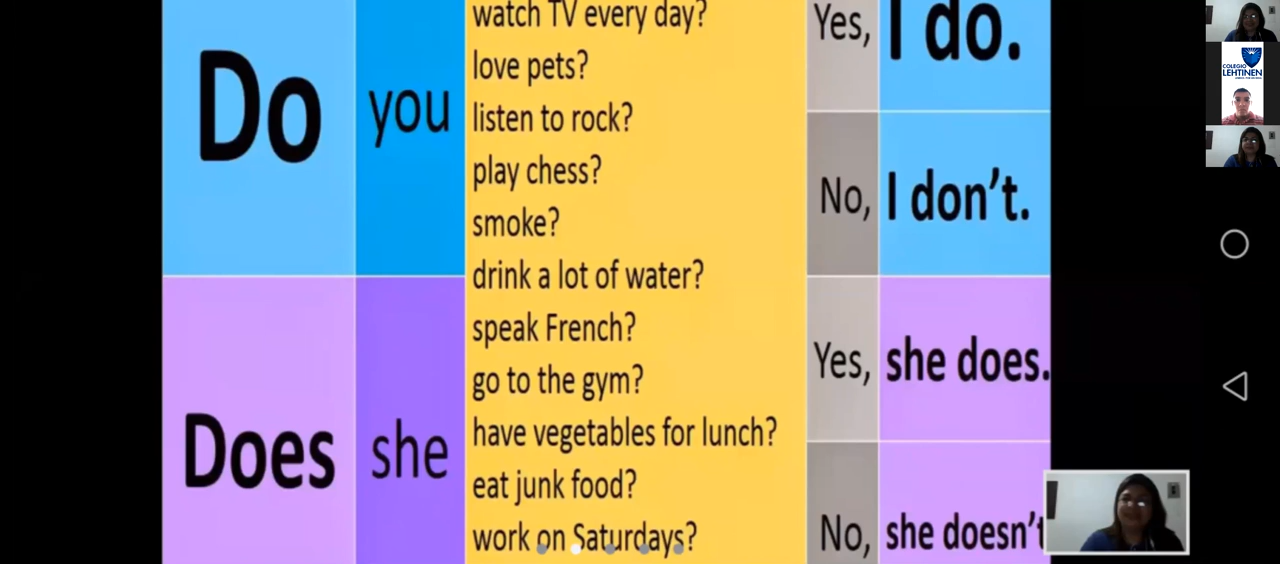 Do
you
watch TV every day?
love pets?
listen to rock?
play chess?
smoke?
drink a lot of water?
speak French?
go to the gym?
have vegetables for lunch?
eat junk food?
work on Saturdays?
Does
she
Yes,
I do.
No,
I don’t.
Yes,
she does.
No,
she doesn’t
COLEGIO
LEHTINEN